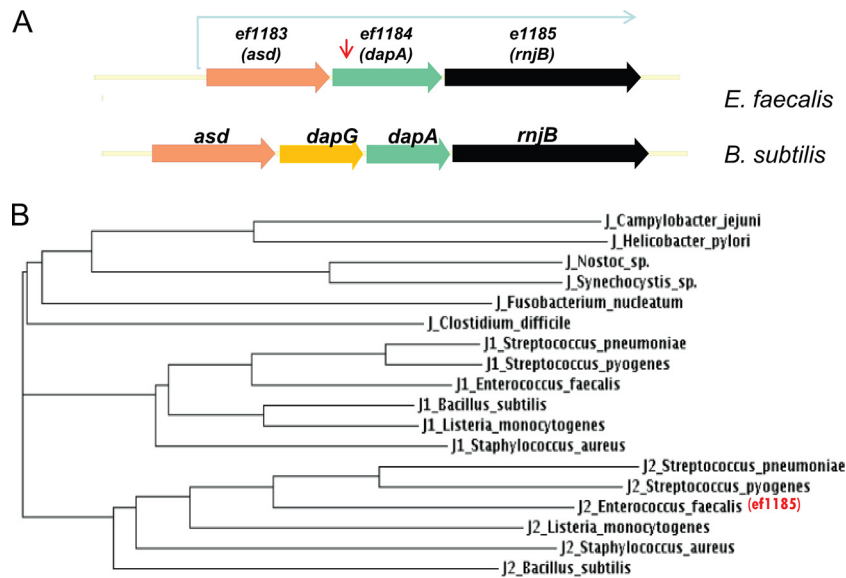 A
ef1183 ef1184 e1185
(asd) (dapA) (rnjB)
E. faecalis
asd dapG dapA rnjB
B. subtilis
B
J_Campylobacter_jejuni
J_Helicobacter_pylori
J_Nostoc_sp.
J_Synechocystis_sp.
J_Fusobacterium_nucleatum
J_Clostidium_difficile
J1_Streptococcus_pneumoniae
J1_Streptococcus_pyogenes
J1_Enterococcus_faecalis
J1_Bacillus_subtilis
J1_Listeria_monocytogenes
J1_Staphylococcus_aureus
J2_Streptococcus_pneumoniae
J2_Streptococcus_pyogenes
J2_Enterococcus_faecalis (ef1185)
J2_Listeria_monocytogenes
J2_Staphylococcus_aureus
J2_Bacillus_subtilis